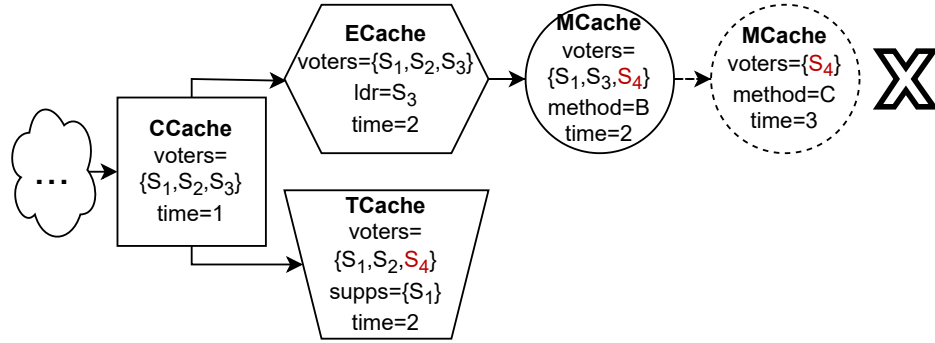 ...
CCache
voters=
{S₁,S₂,S₃}
time=1
ECache
voters={S₁,S₂,S₃}
ldr=S₃
time=2
MCache
voters=
{S₁,S₃,S₄}
method=B
time=2
MCache
voters={S₄}
method=C
time=3
X
TCache
voters=
{S₁,S₂,S₄}
supps={S₁}
time=2